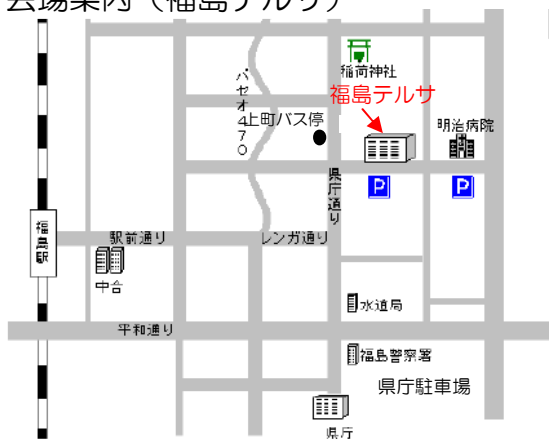 会場案内（福島テルサ）
稲荷神社
パセオ470
福島テルサ
上町バス停
明治病院
県庁通り
P
P
福島駅
駅前通り
レンガ通り
中合
水道局
平和通り
福島警察署
県庁駐車場
県庁